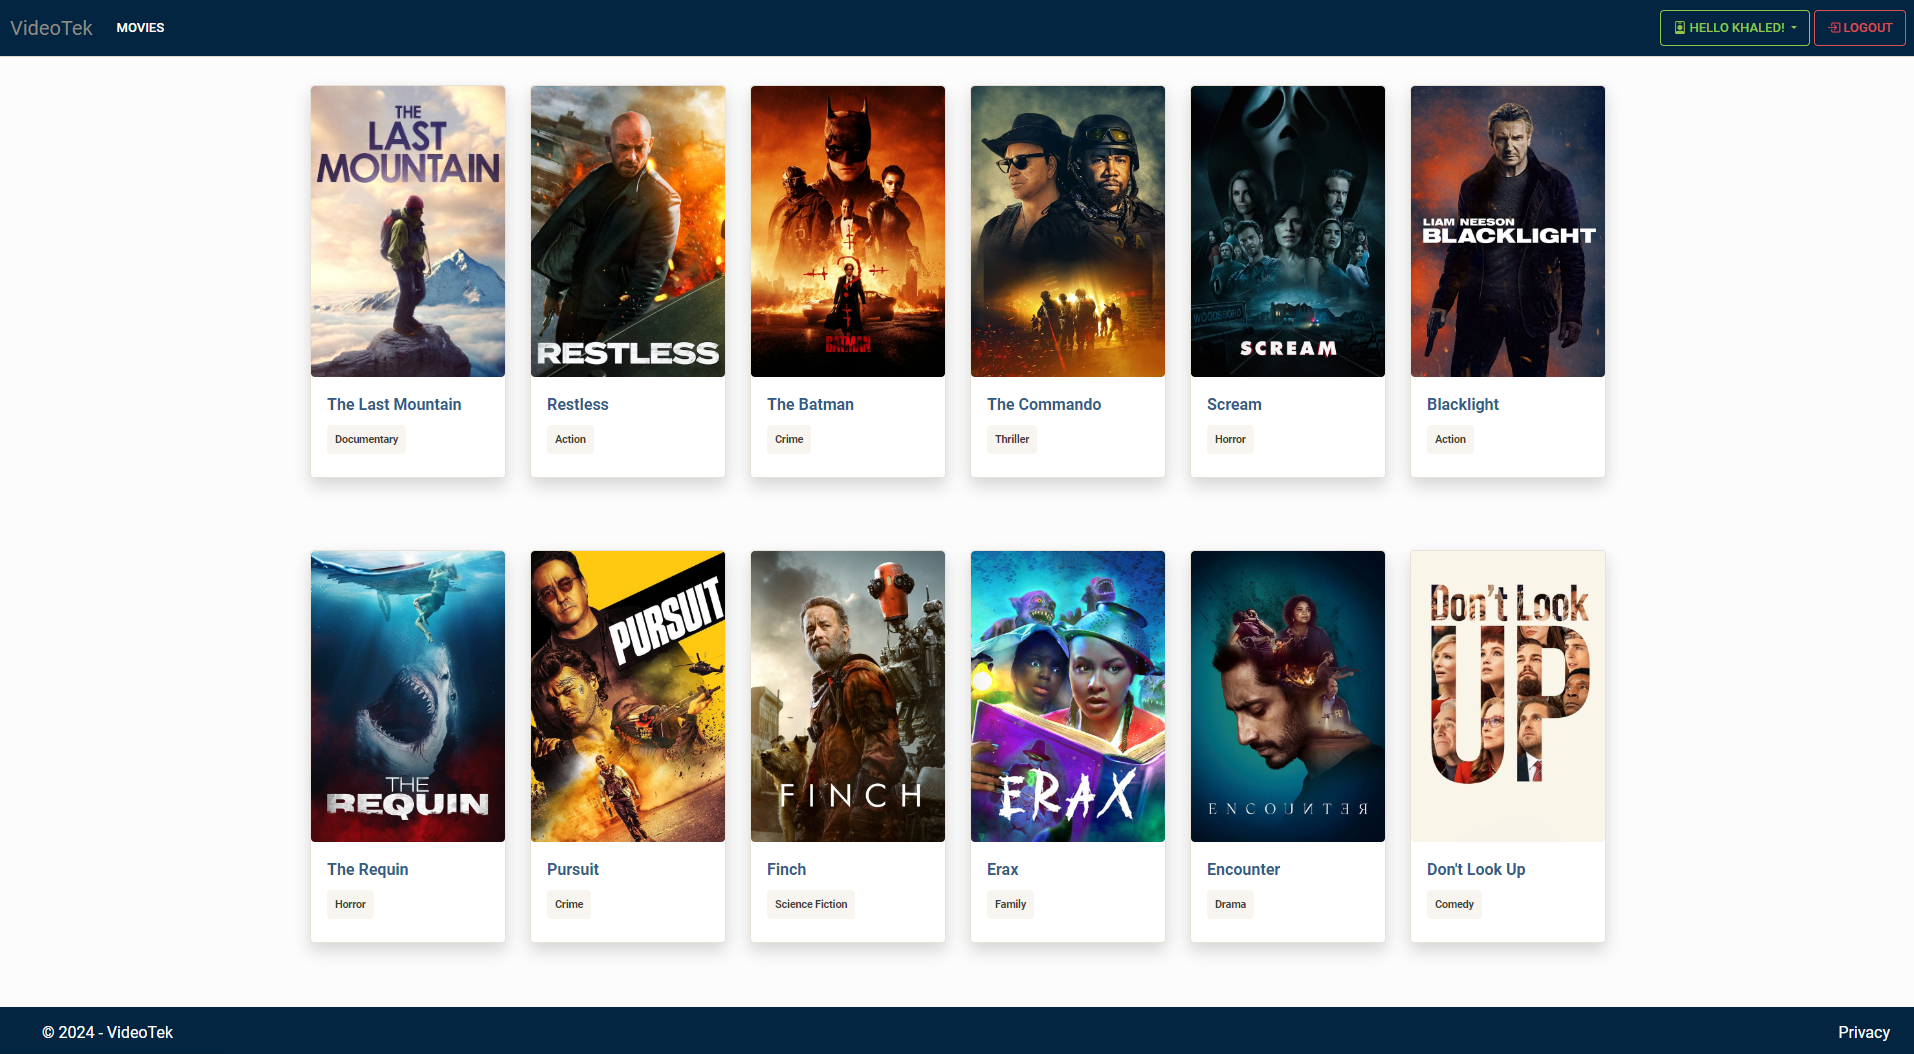 VideoTek
MOVIES
HELLO KHALED!
LOGOUT
THE
LAST
MOUNTAIN
RESTLESS
BATMAN
DEA
WOODSBORO
SCREAM
LIAM NEESON
BLACKLIGHT
The Last Mountain
Restless
The Batman
The Commando
Scream
Blacklight
Documentary
Action
Crime
Thriller
Horror
Action
THE
REQUIN
PURSUIT
FINCH
ERAX
ENCOUNTER
Don't Look
UP
The Requin
Pursuit
Finch
Erax
Encounter
Don't Look Up
Horror
Crime
Science Fiction
Family
Drama
Comedy
© 2024 - VideoTek
Privacy